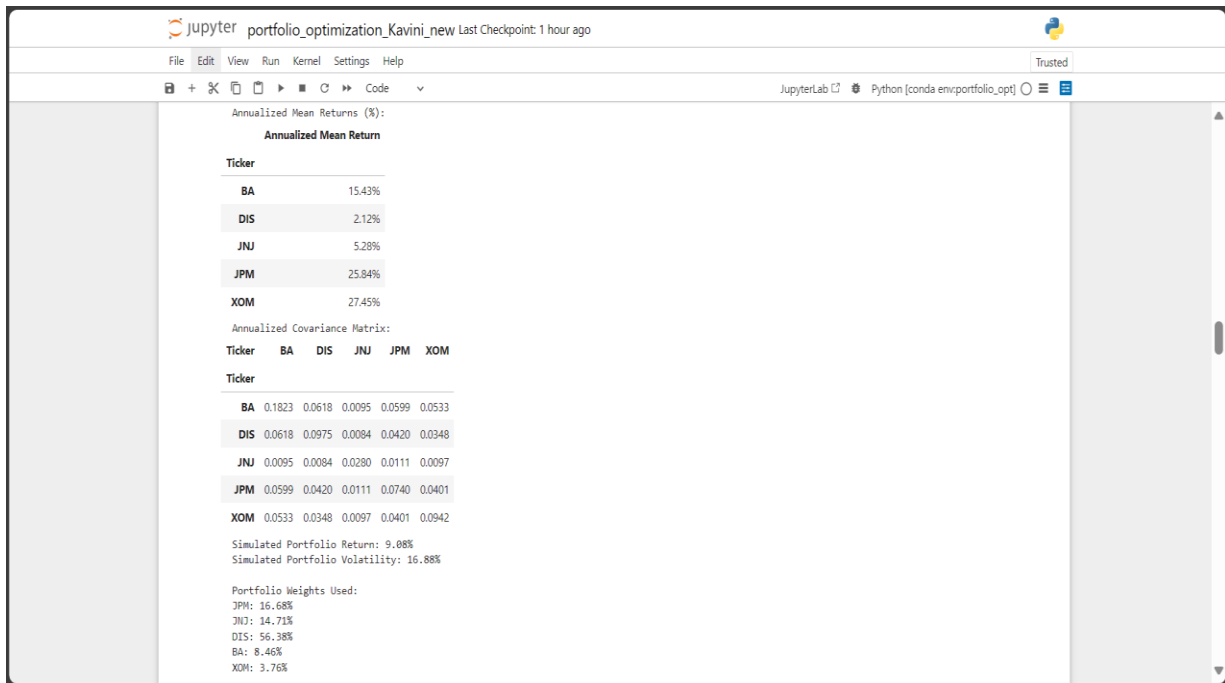 jupyter portfolio_optimization_Kavini_new Last Checkpoint: 1 hour ago
File Edit View Run Kernel Settings Help Trusted
Code JupyterLab Python [conda env:portfolio_opt]
Annualized Mean Returns (%):
Annualized Mean Return
Ticker
BA 15.43%
DIS 2.12%
JNJ 5.28%
JPM 25.84%
XOM 27.45%
Annualized Covariance Matrix:
Ticker BA DIS JNJ JPM XOM
Ticker
BA 0.1823 0.0618 0.0095 0.0599 0.0533
DIS 0.0618 0.0975 0.0084 0.0420 0.0348
JNJ 0.0095 0.0084 0.0280 0.0111 0.0097
JPM 0.0599 0.0420 0.0111 0.0740 0.0401
XOM 0.0533 0.0348 0.0097 0.0401 0.0942
Simulated Portfolio Return: 9.08%
Simulated Portfolio Volatility: 16.88%
Portfolio Weights Used:
JPM: 16.68%
JNJ: 14.71%
DIS: 56.38%
BA: 8.46%
XOM: 3.76%